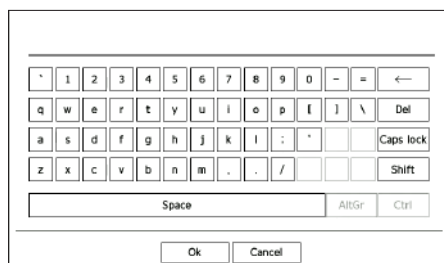 ` 1 2 3 4 5 6 7 8 9 0 - = ←
q w e r t y u i o p [ ] \ Del
a s d f g h j k l ; ' Caps lock
z x c v b n m , . / Shift
Space AltGr Ctrl
Ok Cancel